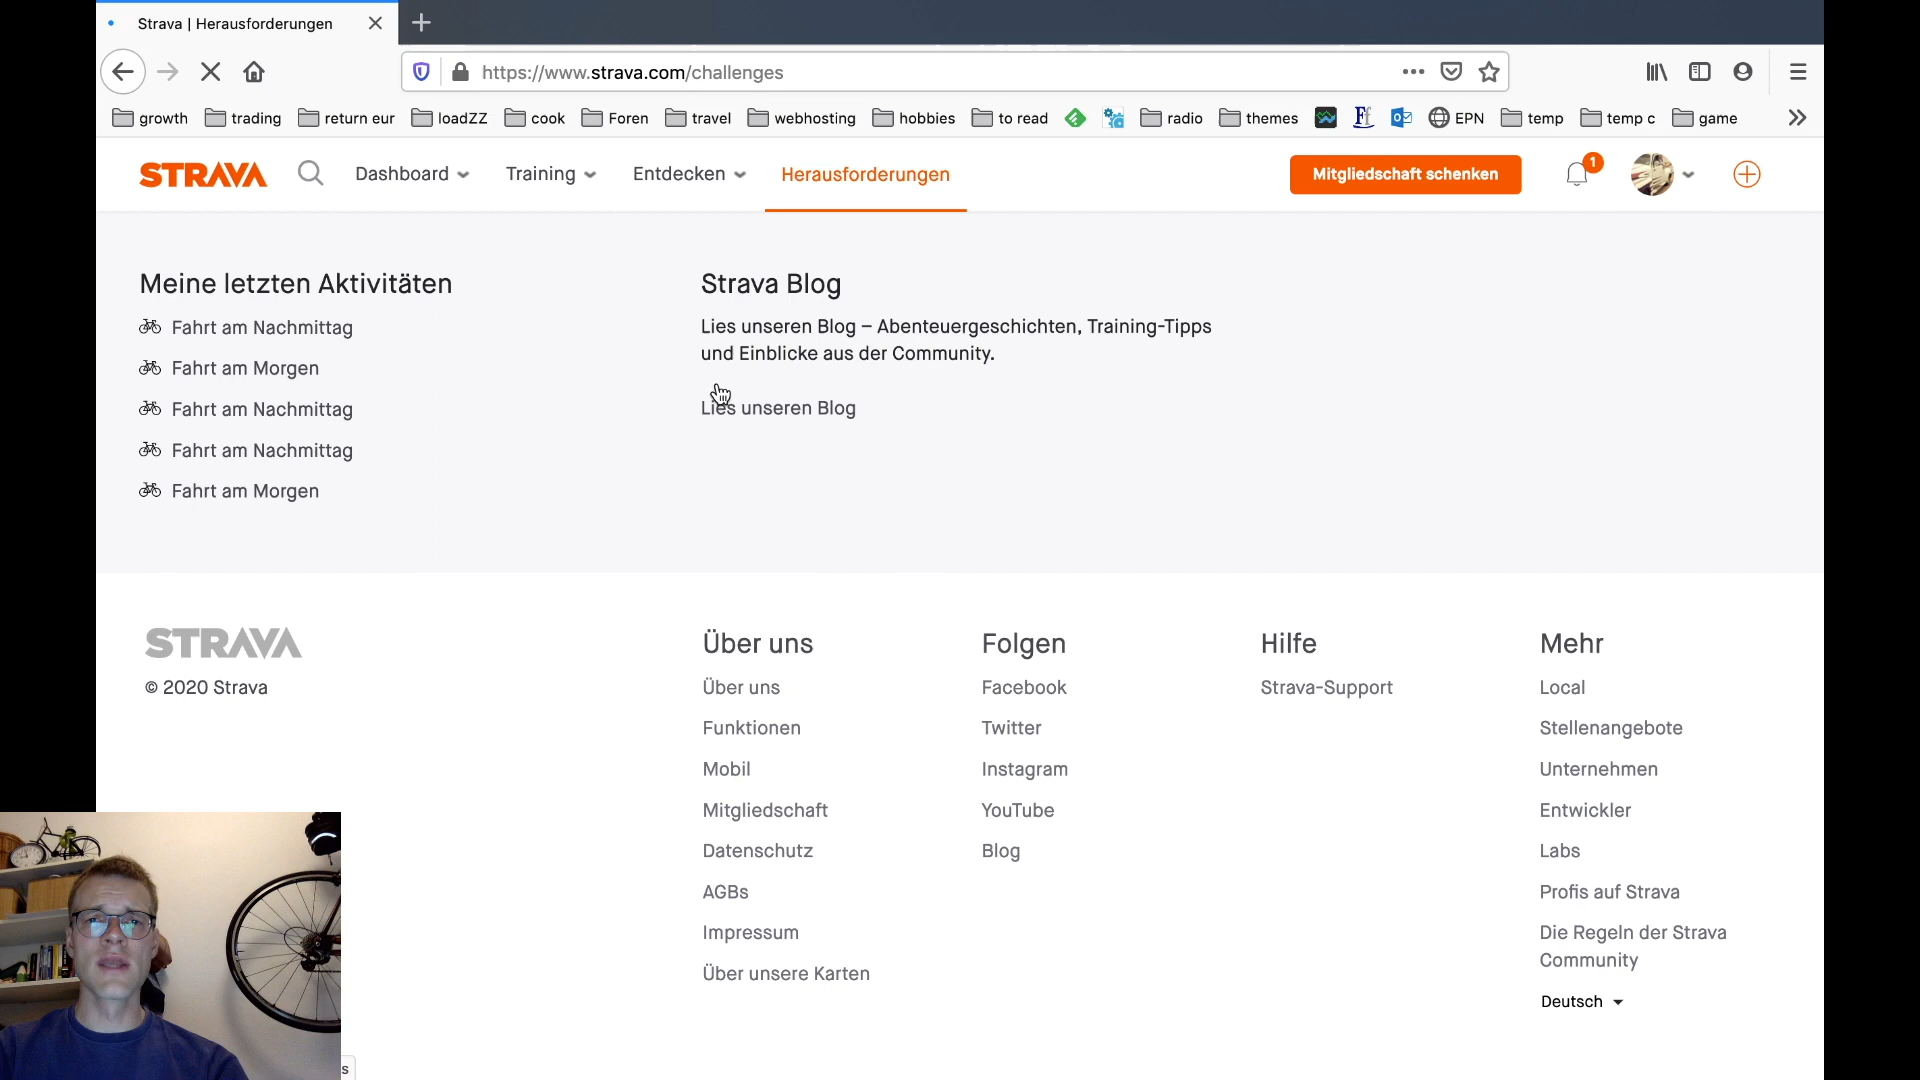 Strava | Herausforderungen
https://www.strava.com/challenges
growth trading return eur loadZZ cook Foren travel webhosting hobbies to read radio themes EPN temp temp c game
STRAVA Dashboard Training Entdecken Herausforderungen Mitgliedschaft schenken 1
Meine letzten Aktivitäten
Fahrt am Nachmittag
Fahrt am Morgen
Fahrt am Nachmittag
Fahrt am Nachmittag
Fahrt am Morgen
Strava Blog
Lies unseren Blog – Abenteuergeschichten, Training-Tipps
und Einblicke aus der Community.
Lies unseren Blog
STRAVA
© 2020 Strava
Über uns
Über uns
Funktionen
Mobil
Mitgliedschaft
Datenschutz
AGBs
Impressum
Über unsere Karten
Folgen
Facebook
Twitter
Instagram
YouTube
Blog
Hilfe
Strava-Support
Mehr
Local
Stellenangebote
Unternehmen
Entwickler
Labs
Profis auf Strava
Die Regeln der Strava
Community
Deutsch
s